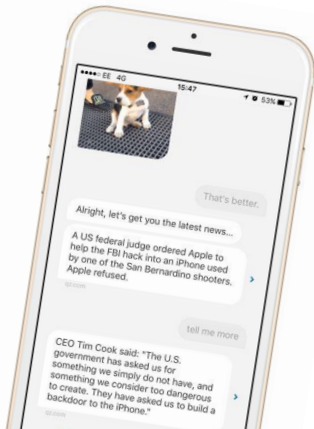 EE 4G 15:47 53%
That's better.
Alright, let's get you the latest news...
A US federal judge ordered Apple to
help the FBI hack into an iPhone used
by one of the San Bernardino shooters.
Apple refused.
tell me more
CEO Tim Cook said: "The U.S.
government has asked us for
something we simply do not have, and
something we consider too dangerous
to create. They have asked us to build a
backdoor to the iPhone."